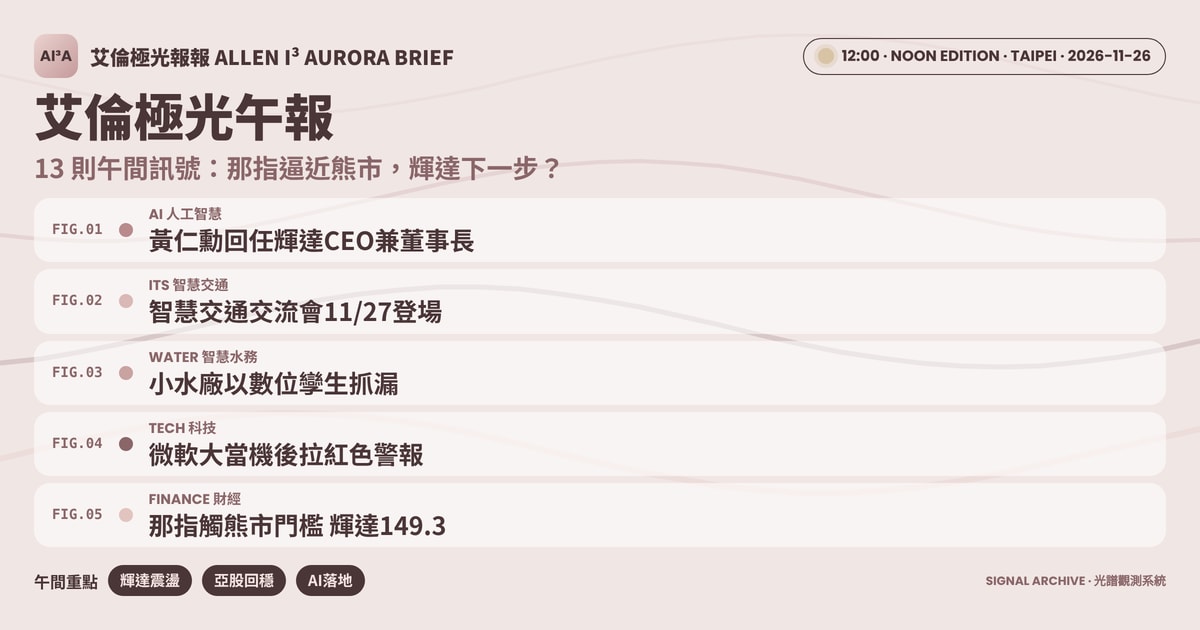 AI³A
艾倫極光報報 ALLEN I³ AURORA BRIEF
12:00 · NOON EDITION · TAIPEI · 2026-11-26
艾倫極光午報
13 則午間訊號：那指逼近熊市，輝達下一步？
FIG.01
AI 人工智慧
黃仁勳回任輝達CEO兼董事長
FIG.02
ITS 智慧交通
智慧交通交流會11/27登場
FIG.03
WATER 智慧水務
小水廠以數位孿生抓漏
FIG.04
TECH 科技
微軟大當機後拉紅色警報
FIG.05
FINANCE 財經
那指觸熊市門檻 輝達149.3
午間重點
輝達震盪
亞股回穩
AI落地
SIGNAL ARCHIVE · 光譜觀測系統